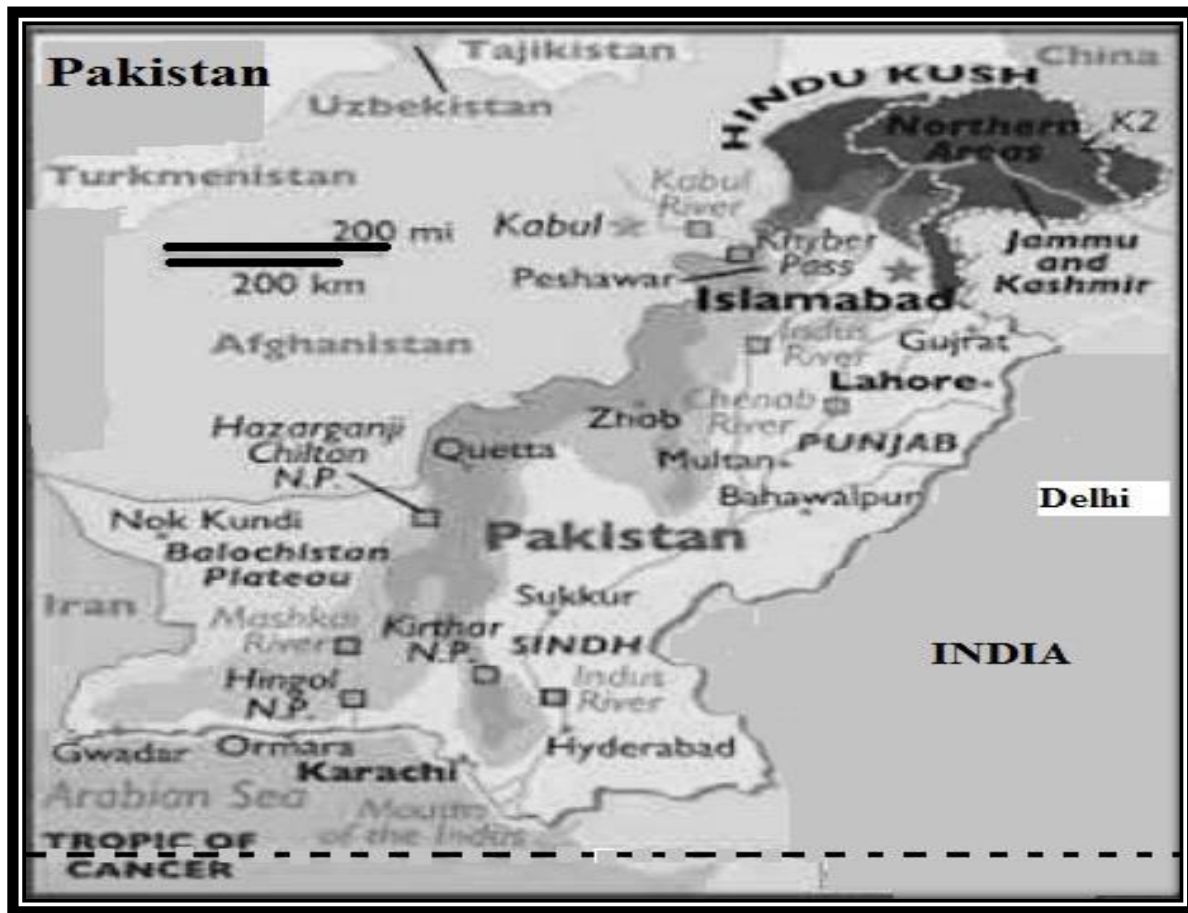 Pakistan
Tajikistan
China
Uzbekistan
HINDU KUSH
Northern
Areas
K2
Turkmenistan
Kabul
River
200 mi
Kabul
Khyber
Pass
Jammu
and
Kashmir
200 km
Peshawar
Islamabad
Afghanistan
Indus
River
Gujrat
Lahore
Chenab
River
Zhob
PUNJAB
Hazarganji
Chiltan
N.P.
Quetta
Multan
Bahawalpur
Delhi
Nok Kundi
Pakistan
Balochistan
Plateau
Iran
Sukkur
Mashkai
River
Kirthar
N.P.
SINDH
INDIA
Hingol
N.P.
Indus
River
Gwadar
Ormara
Hyderabad
Karachi
Arabian Sea
Mouths
of the Indus
TROPIC OF
CANCER